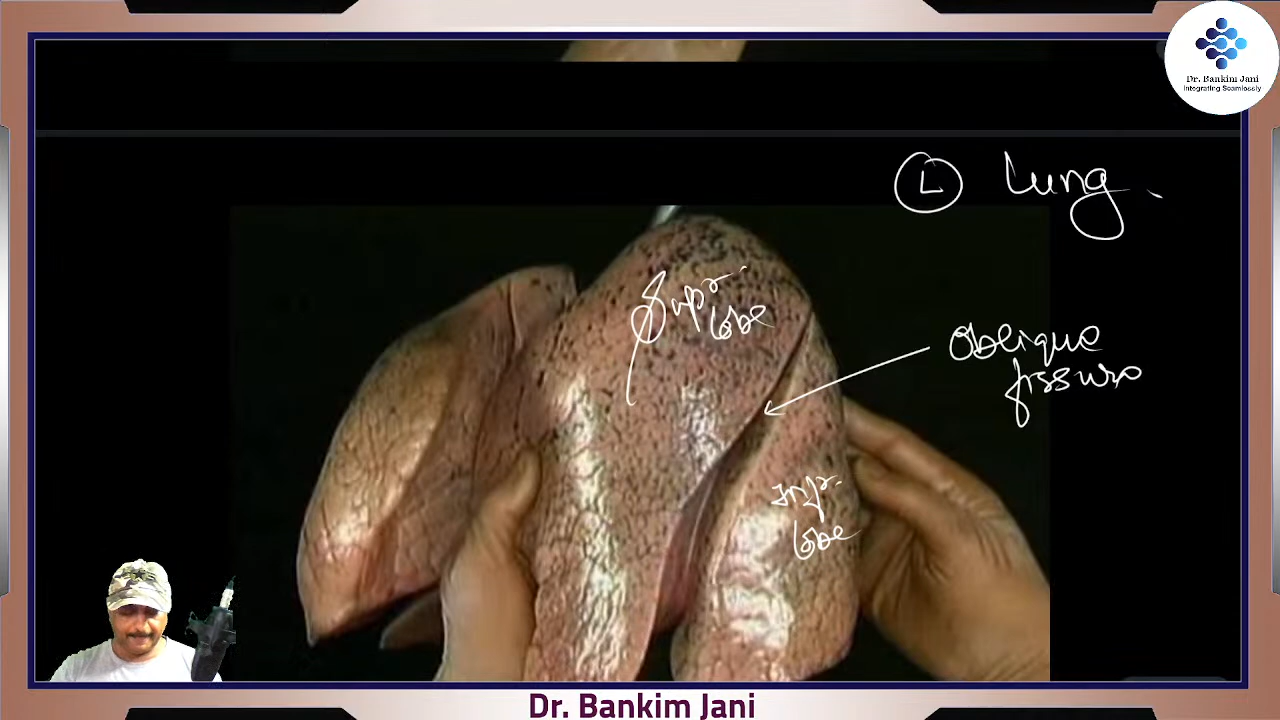 Dr. Bankim Jani
Integrating Seamlessly
L Lung
Supr.
lobe
Oblique
fissure
Infr.
lobe
Dr. Bankim Jani